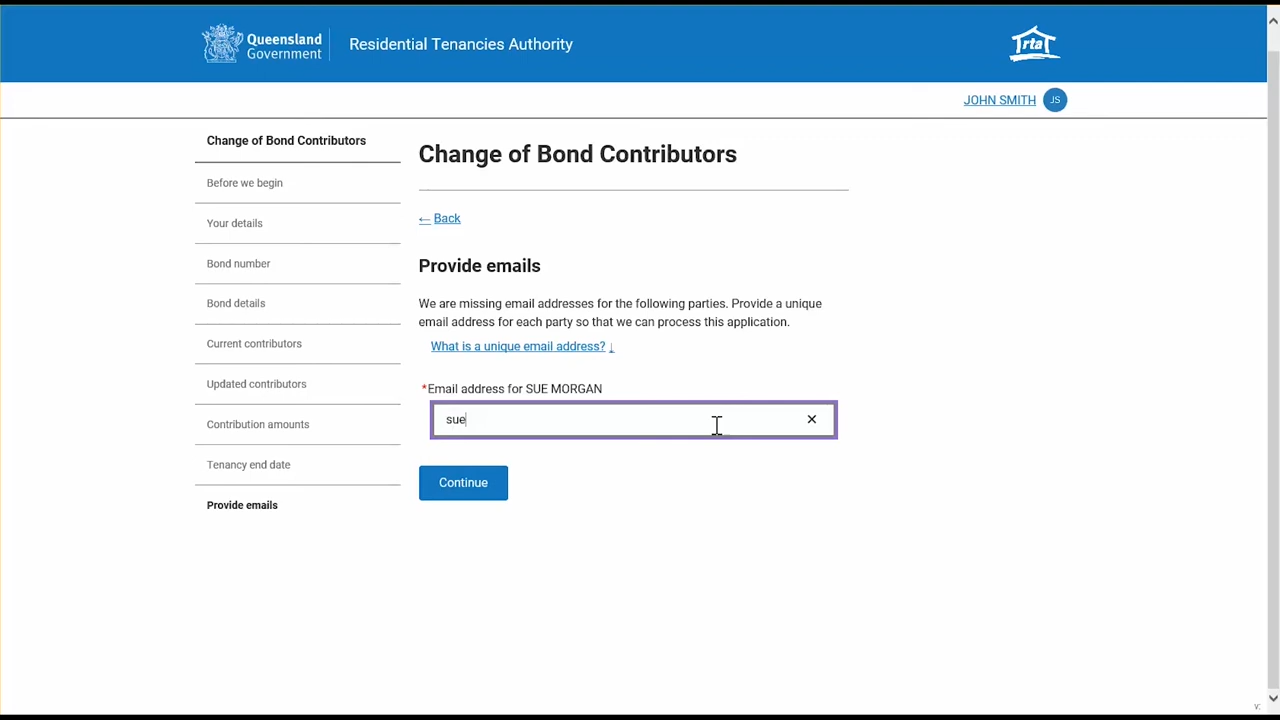 Queensland
Government
Residential Tenancies Authority
rta
JOHN SMITH JS
Change of Bond Contributors
Before we begin
Your details
Bond number
Bond details
Current contributors
Updated contributors
Contribution amounts
Tenancy end date
Provide emails
Change of Bond Contributors
← Back
Provide emails
We are missing email addresses for the following parties. Provide a unique
email address for each party so that we can process this application.
What is a unique email address? ↓
*Email address for SUE MORGAN
sue
Continue
v: